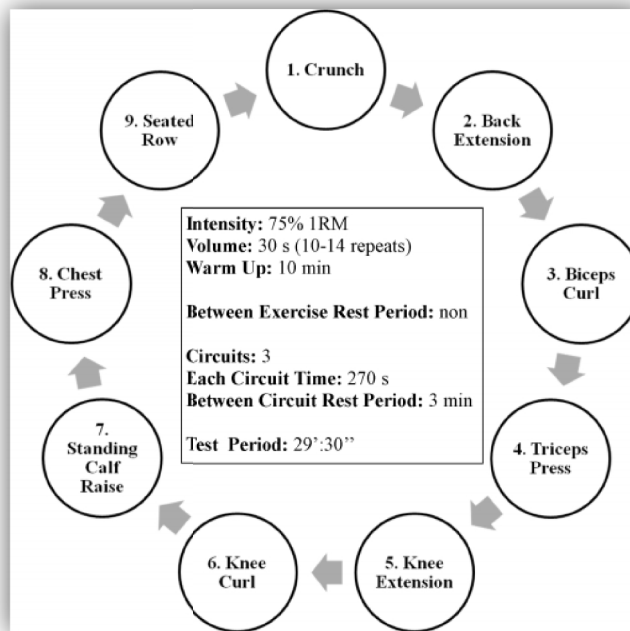 1. Crunch
2. Back
Extension
3. Biceps
Curl
4. Triceps
Press
5. Knee
Extension
6. Knee
Curl
7.
Standing
Calf
Raise
8. Chest
Press
9. Seated
Row
Intensity: 75% 1RM
Volume: 30 s (10-14 repeats)
Warm Up: 10 min
Between Exercise Rest Period: non
Circuits: 3
Each Circuit Time: 270 s
Between Circuit Rest Period: 3 min
Test Period: 29’:30’’